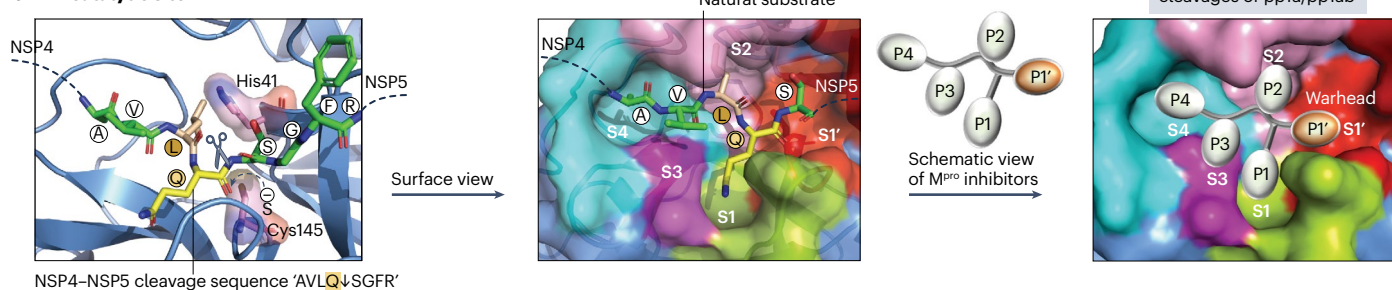 Natural substrate
NSP4
His41
NSP5
V
F R
A
G
L
S
Q
⊖
S
Cys145
NSP4–NSP5 cleavage sequence 'AVLQ↓SGFR'
Surface view
NSP4
S2
V
S
NSP5
A
L
S4
Q
S1'
S3
S1
P2
P4
P1'
P3
P1
Schematic view
of Mpro inhibitors
S2
P4
P2
Warhead
S4
P1'
S1'
P3
P1
S3
S1